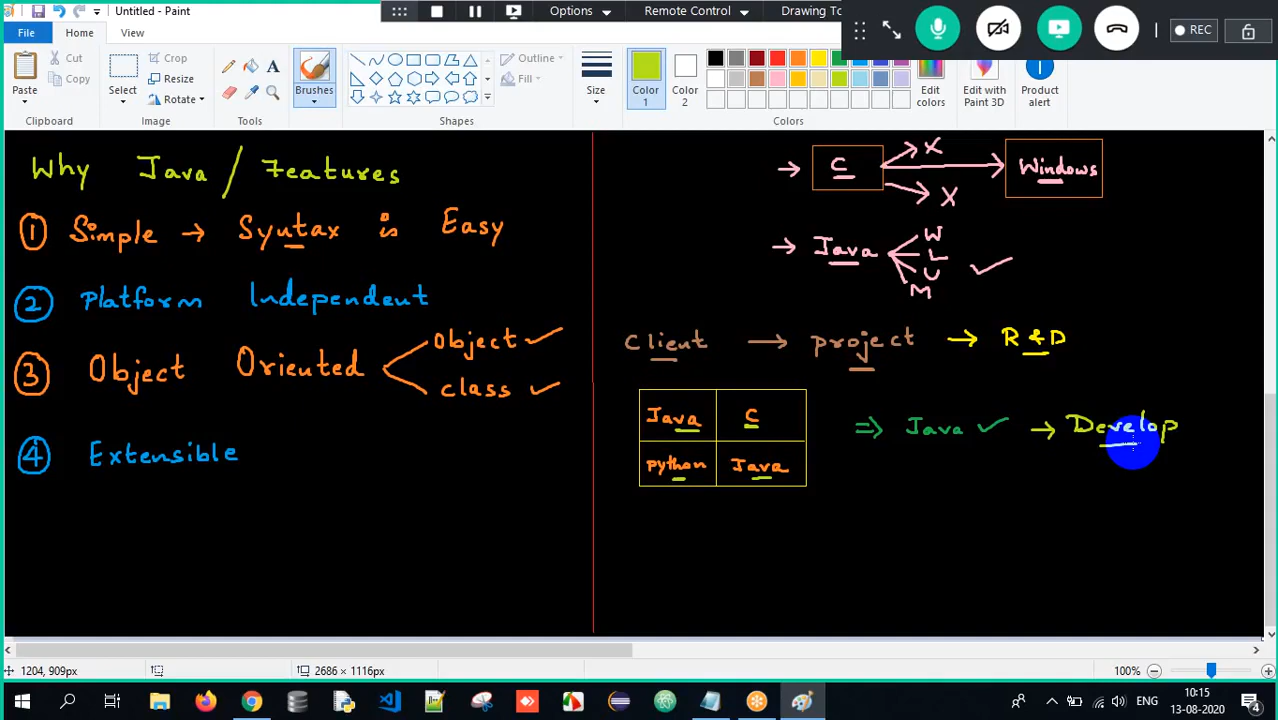 Untitled - Paint
Options
Remote Control
Drawing To
REC
File
Home
View
Paste
Cut
Copy
Clipboard
Select
Crop
Resize
Rotate
Image
Tools
Brushes
Outline
Fill
Shapes
Size
Color 1
Color 2
Edit colors
Edit with Paint 3D
Product alert
Colors
Why Java / Features
① Simple → Syntax is Easy
② Platform Independent
③ Object Oriented
Object ✓
class ✓
④ Extensible
→ C
X
X
Windows
→ Java
W
L
U
M
✓
Client → project → R & D
Java C
python Java
⇒ Java ✓ → Develop
1204, 909px
2686 × 1116px
100%
ENG
10:15
13-08-2020
4